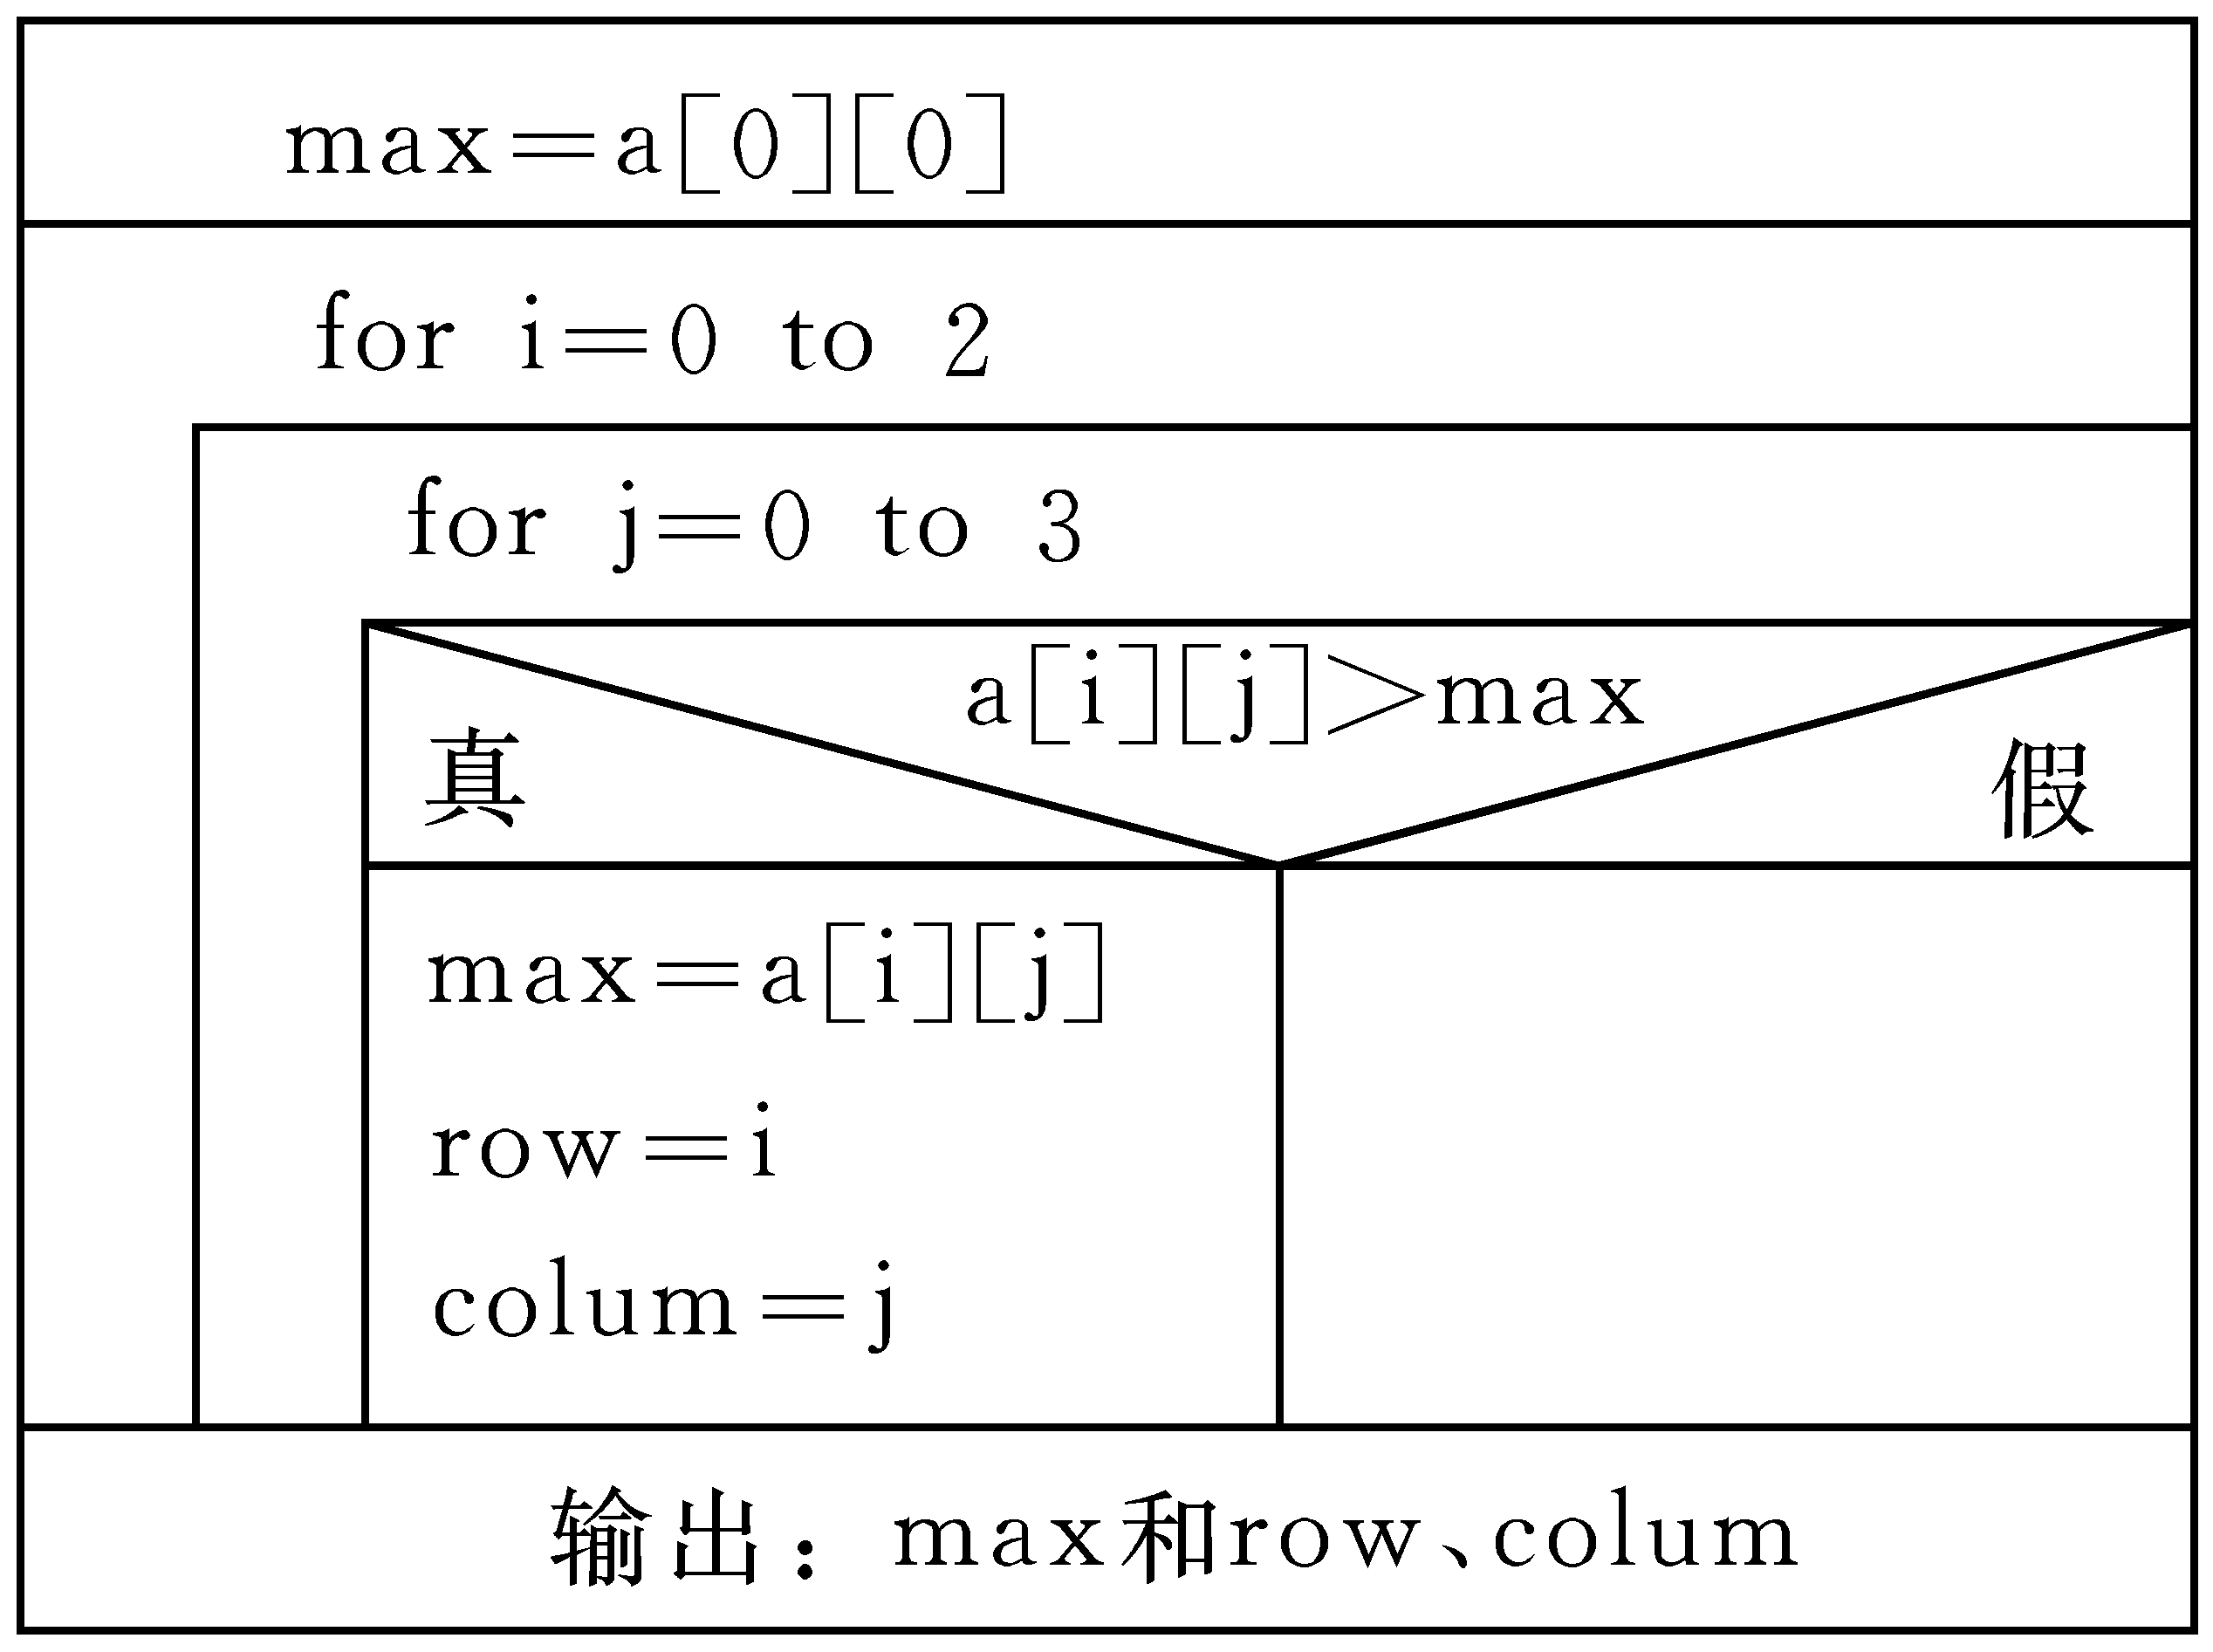 max=a[0][0]
for i=0 to 2
for j=0 to 3
a[i][j]>max
真
假
max=a[i][j]
row=i
colum=j
输出：max和row、colum